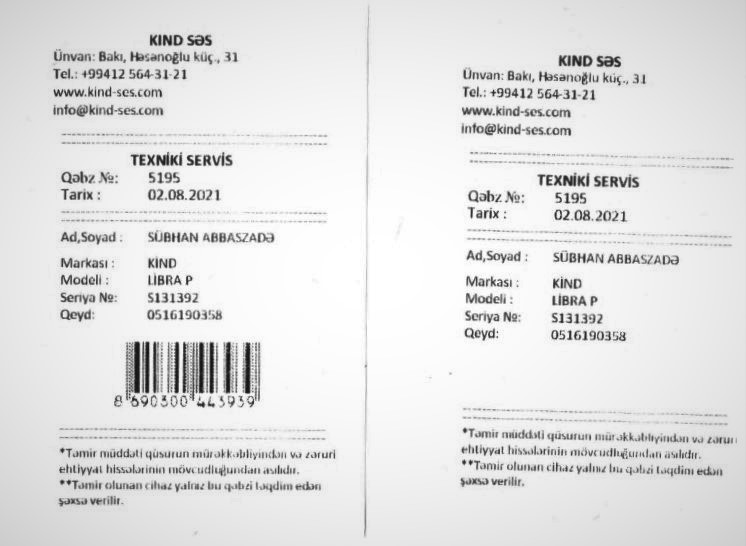 KIND SƏS
Ünvan: Bakı, Həsənoğlu küç., 31
Tel.: +99412 564-31-21
www.kind-ses.com
info@kind-ses.com
TEXNİKİ SERVİS
Qəbz №: 5195
Tarix : 02.08.2021
Ad,Soyad : SÜBHAN ABBASZADƏ
Markası : KİND
Modeli : LİBRA P
Seriya №: S131392
Qeyd: 0516190358
8 690300 443939
*Təmir müddəti qüsurun mürəkkəbliyindən və zəruri
ehtiyyat hissələrinin mövcudluğundan asılıdır.
**Təmir olunan cihaz yalnız bu qəbzi təqdim edən
şəxsə verilir.
KIND SƏS
Ünvan: Bakı, Həsənoğlu küç., 31
Tel.: +99412 564-31-21
www.kind-ses.com
info@kind-ses.com
TEXNİKİ SERVİS
Qəbz №: 5195
Tarix : 02.08.2021
Ad,Soyad : SÜBHAN ABBASZADƏ
Markası : KİND
Modeli : LİBRA P
Seriya №: S131392
Qeyd: 0516190358
*Təmir müddəti qüsurun mürəkkəbliyindən və zəruri
ehtiyyat hissələrinin mövcudluğundan asılıdır.
**Təmir olunan cihaz yalnız bu qəbzi təqdim edən
şəxsə verilir.